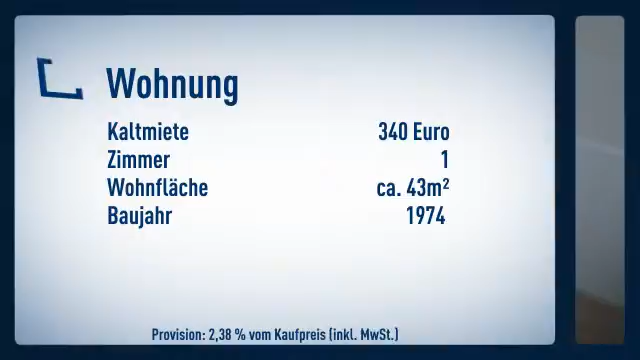 Wohnung
Kaltmiete 340 Euro
Zimmer 1
Wohnfläche ca. 43m²
Baujahr 1974
Provision: 2,38 % vom Kaufpreis (inkl. MwSt.)